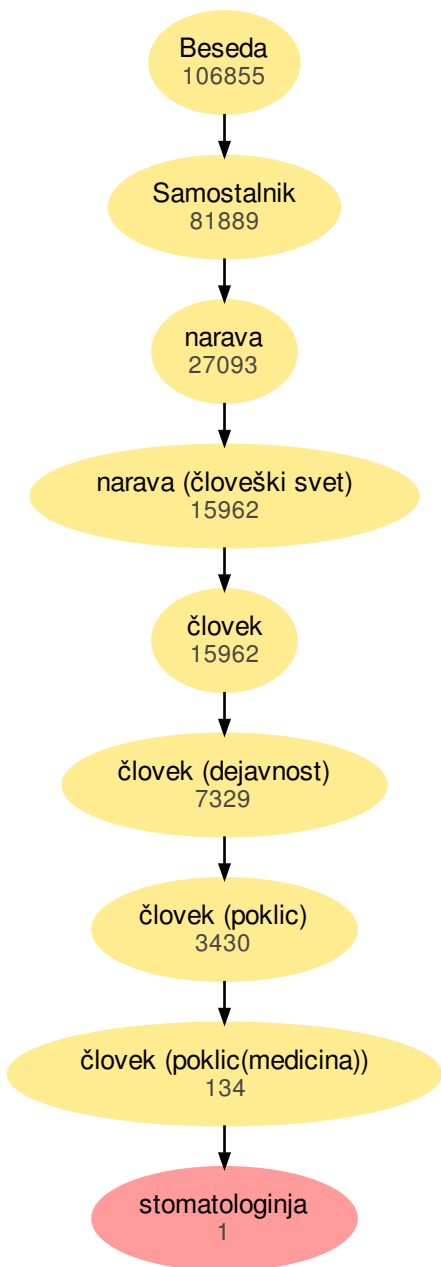 Beseda
106855
Samostalnik
81889
narava
27093
narava (človeški svet)
15962
človek
15962
človek (dejavnost)
7329
človek (poklic)
3430
človek (poklic(medicina))
134
stomatologinja
1